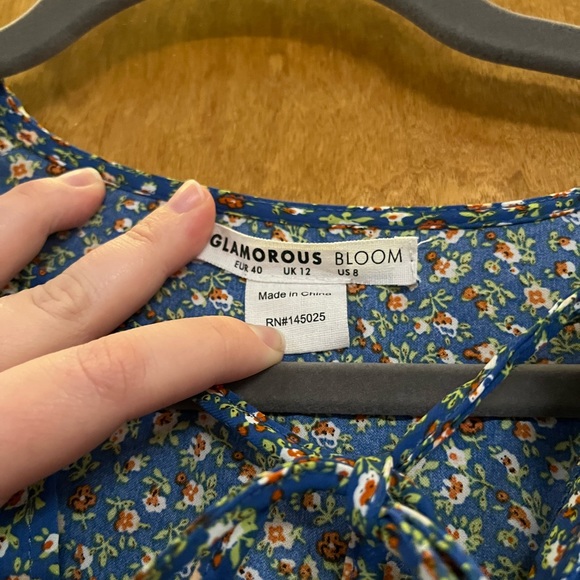 GLAMOROUS BLOOM
EUR 40 UK 12 US 8
Made in China
RN#145025